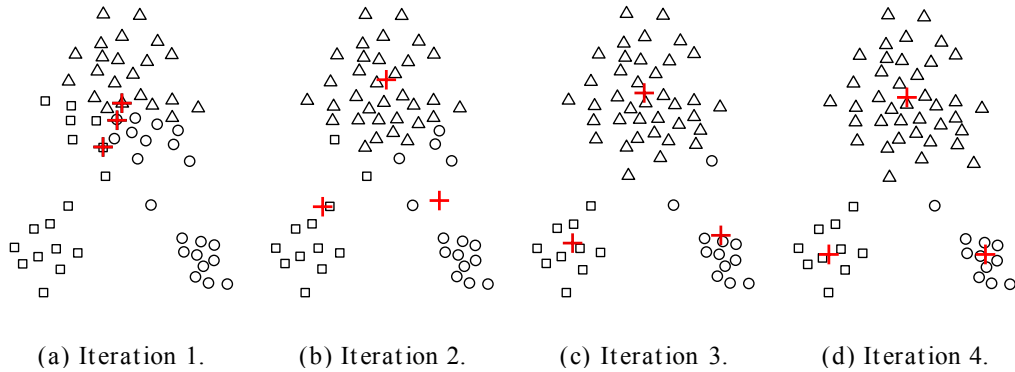 (a) Iteration 1.
(b) Iteration 2.
(c) Iteration 3.
(d) Iteration 4.